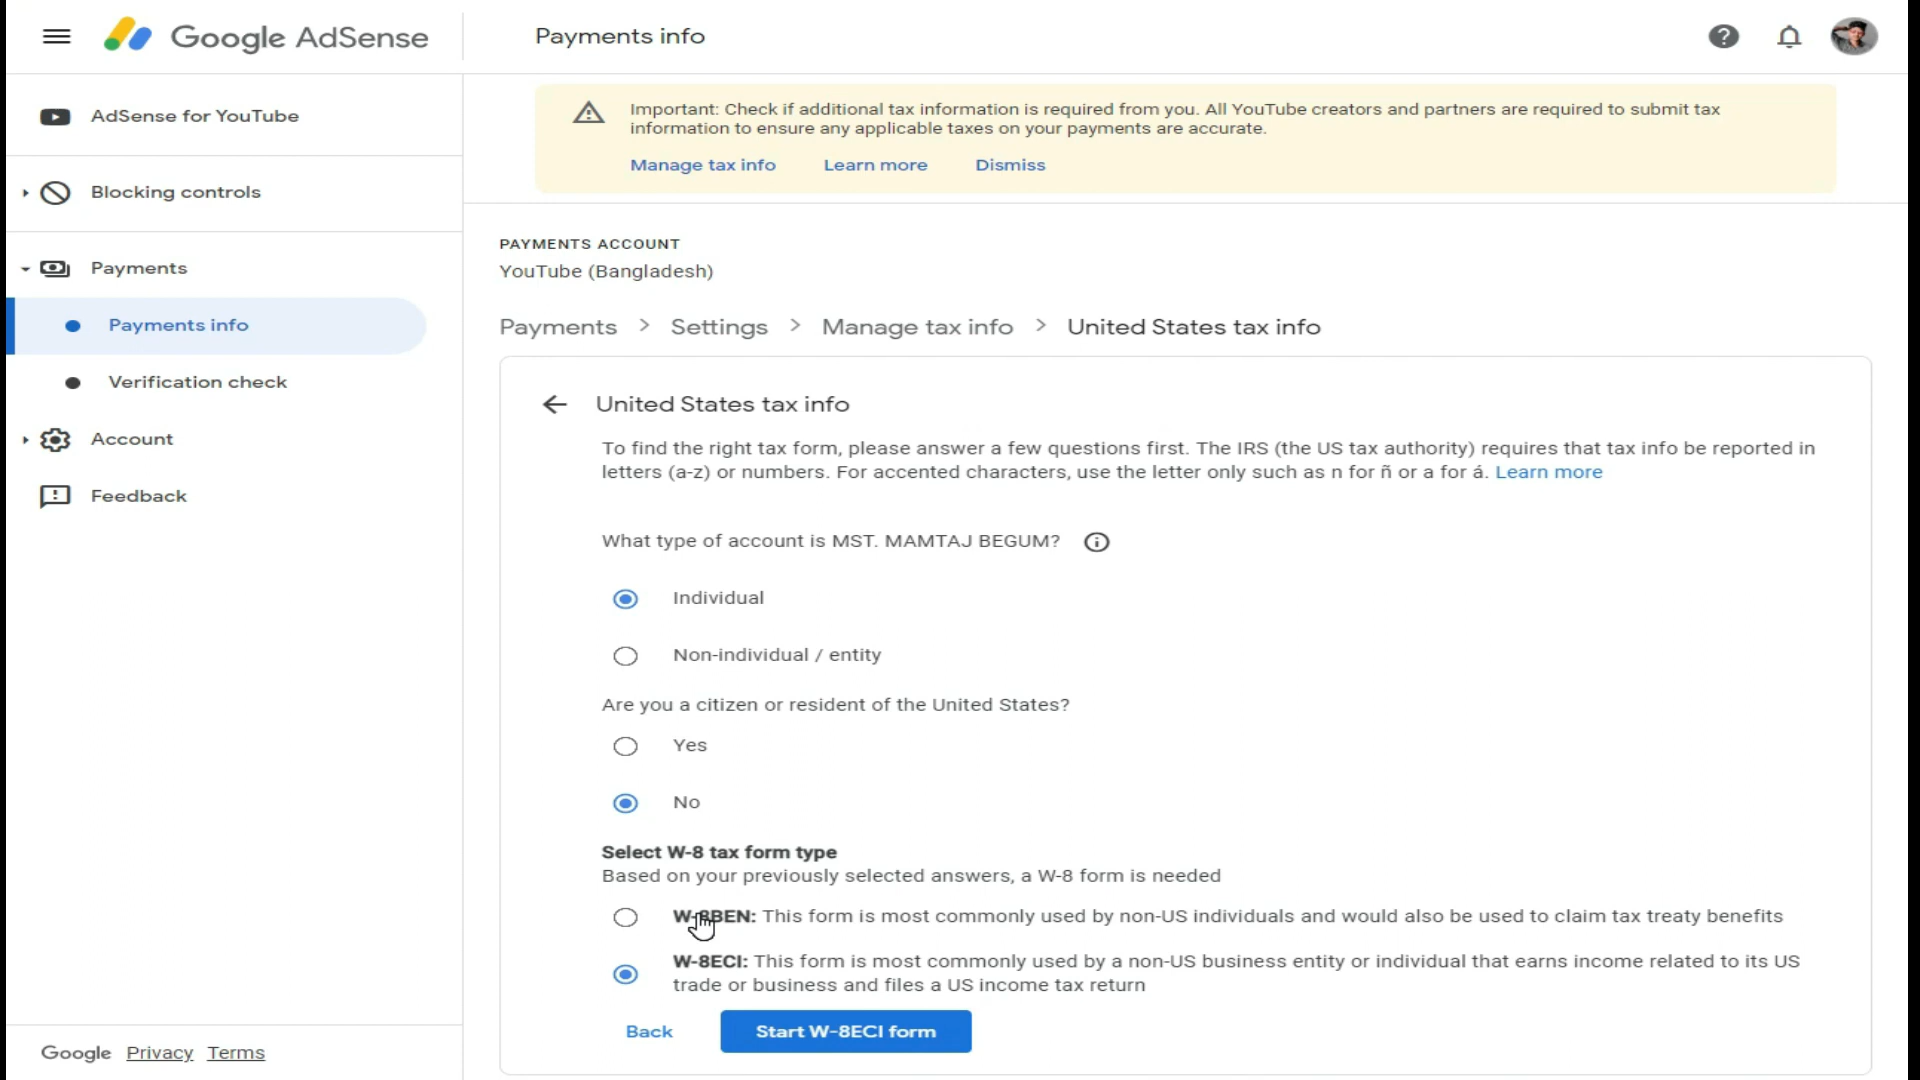 Google AdSense
Payments info
AdSense for YouTube
Blocking controls
Payments
Payments info
Verification check
Account
Feedback
Google Privacy Terms
Important: Check if additional tax information is required from you. All YouTube creators and partners are required to submit tax
information to ensure any applicable taxes on your payments are accurate.
Manage tax info Learn more Dismiss
PAYMENTS ACCOUNT
YouTube (Bangladesh)
Payments > Settings > Manage tax info > United States tax info
United States tax info
To find the right tax form, please answer a few questions first. The IRS (the US tax authority) requires that tax info be reported in
letters (a-z) or numbers. For accented characters, use the letter only such as n for ñ or a for á. Learn more
What type of account is MST. MAMTAJ BEGUM?
Individual
Non-individual / entity
Are you a citizen or resident of the United States?
Yes
No
Select W-8 tax form type
Based on your previously selected answers, a W-8 form is needed
W-8BEN: This form is most commonly used by non-US individuals and would also be used to claim tax treaty benefits
W-8ECI: This form is most commonly used by a non-US business entity or individual that earns income related to its US
trade or business and files a US income tax return
Back Start W-8ECI form